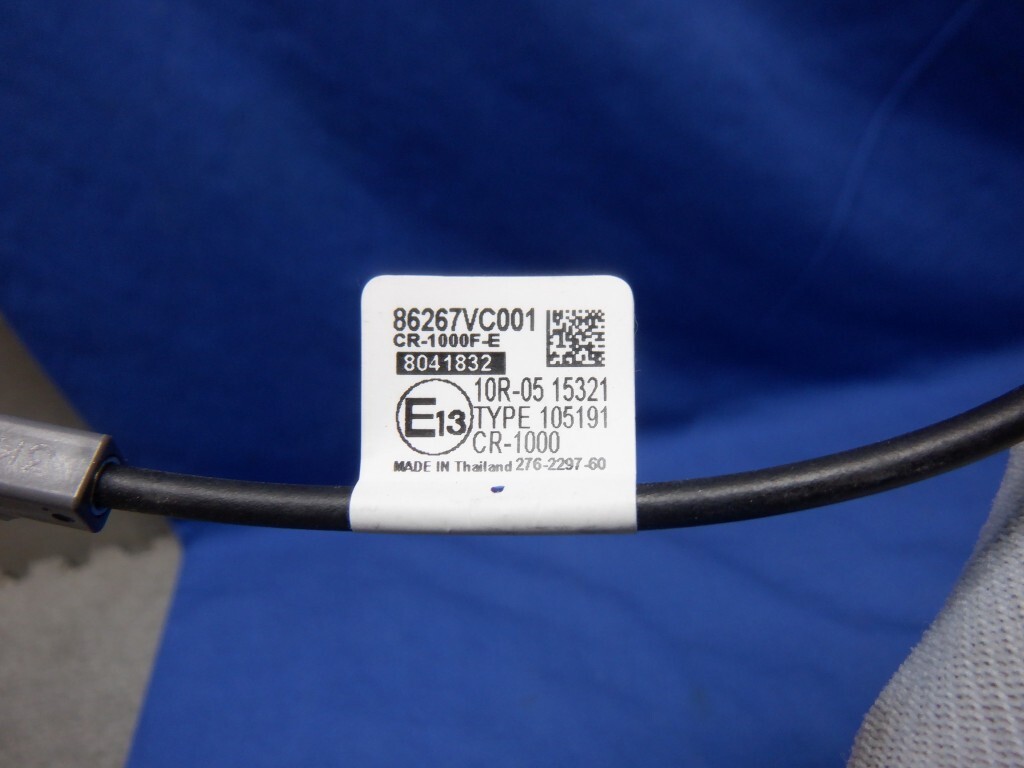 86267VC001
CR-1000F-E
8041832
E13
10R-05 15321
TYPE 105191
CR-1000
MADE IN Thailand 276-2297-60